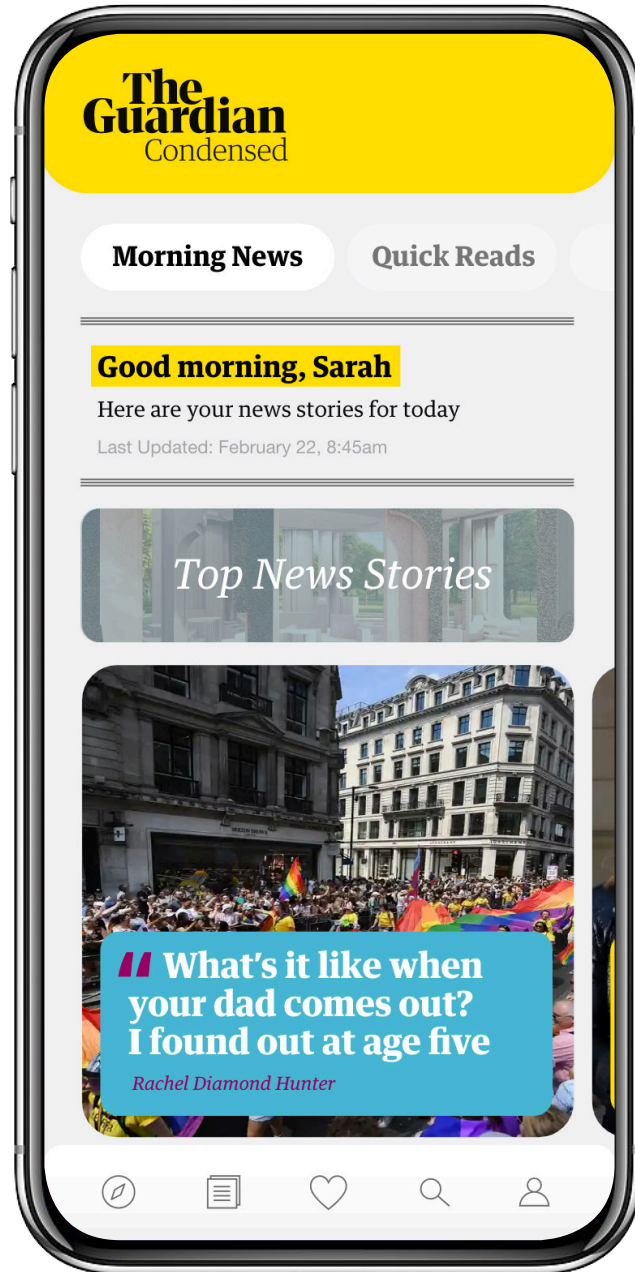 The
Guardian
Condensed
Morning News
Quick Reads
Good morning, Sarah
Here are your news stories for today
Last Updated: February 22, 8:45am
Top News Stories
" What's it like when
your dad comes out?
I found out at age five
Rachel Diamond Hunter